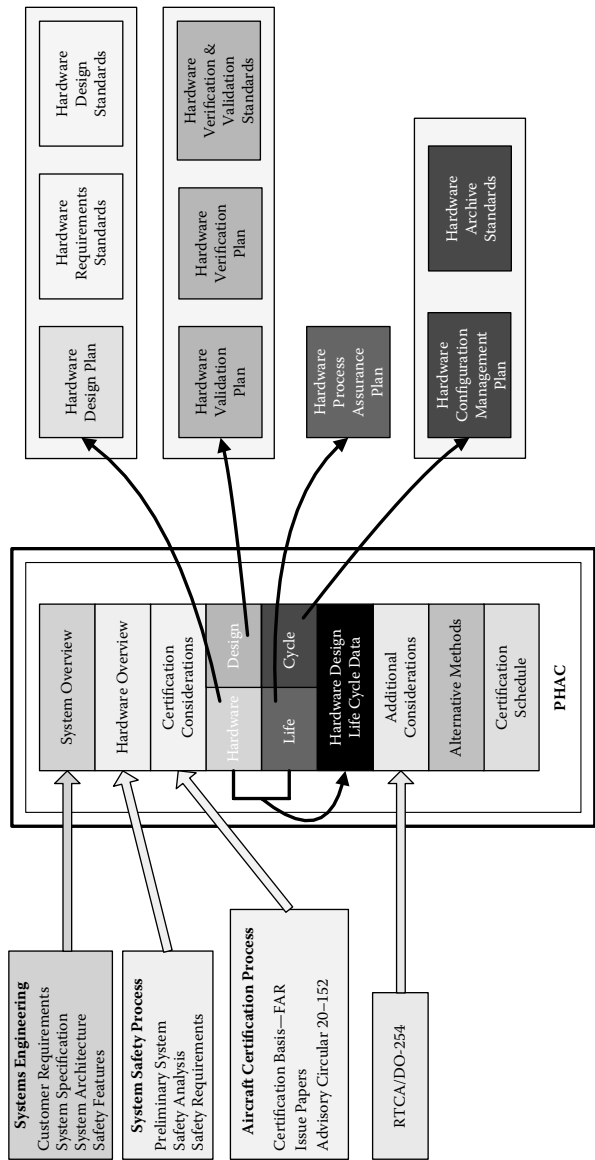 Systems Engineering
Customer Requirements
System Specification
System Architecture
Safety Features
System Safety Process
Preliminary System
Safety Analysis
Safety Requirements
Aircraft Certification Process
Certification Basis—FAR
Issue Papers
Advisory Circular 20–152
RTCA/DO-254
System Overview
Hardware Overview
Certification
Considerations
Hardware
Design
Life
Cycle
Hardware Design
Life Cycle Data
Additional
Considerations
Alternative Methods
Certification
Schedule
PHAC
Hardware
Design Plan
Hardware
Requirements
Standards
Hardware
Design
Standards
Hardware
Validation
Plan
Hardware
Verification
Plan
Hardware
Verification &
Validation
Standards
Hardware
Process
Assurance
Plan
Hardware
Configuration
Management
Plan
Hardware
Archive
Standards